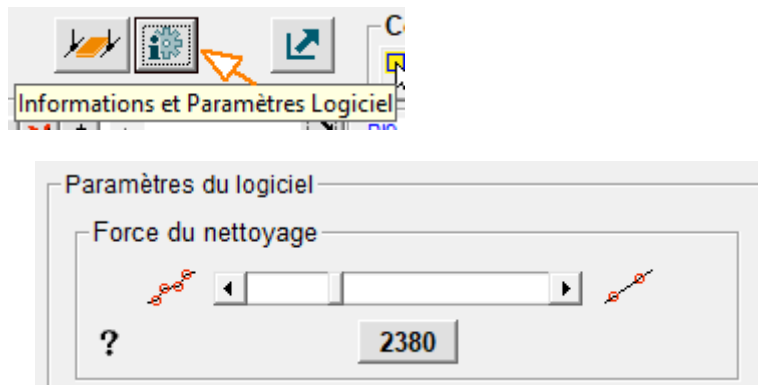 C
Informations et Paramètres Logiciel
Paramètres du logiciel
Force du nettoyage
?
2380